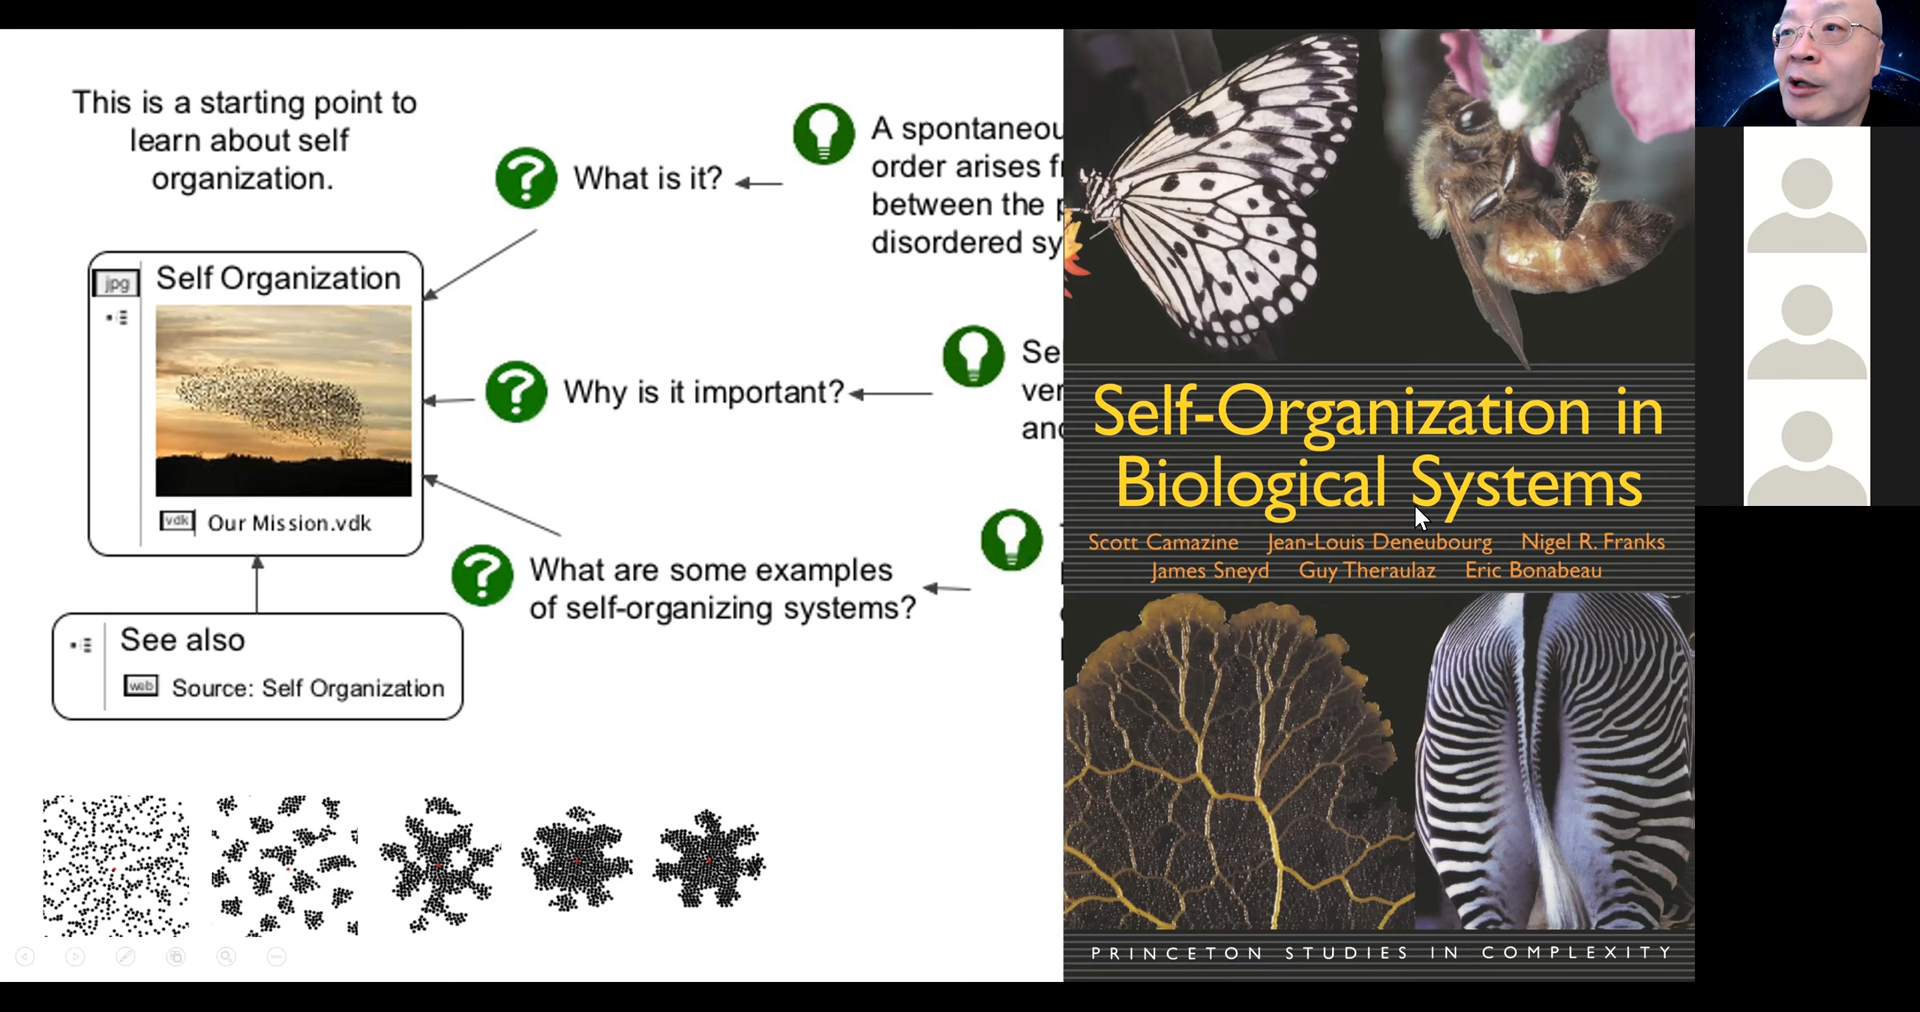 This is a starting point to
learn about self
organization.
What is it?
A spontaneou
order arises f
between the
disordered sy
jpg
Self Organization
vdk
Our Mission.vdk
Why is it important?
Se
ver
and
What are some examples
of self-organizing systems?
See also
web
Source: Self Organization
Self-Organization in
Biological Systems
Scott Camazine Jean-Louis Deneubourg Nigel R. Franks
James Sneyd Guy Theraulaz Eric Bonabeau
PRINCETON STUDIES IN COMPLEXITY